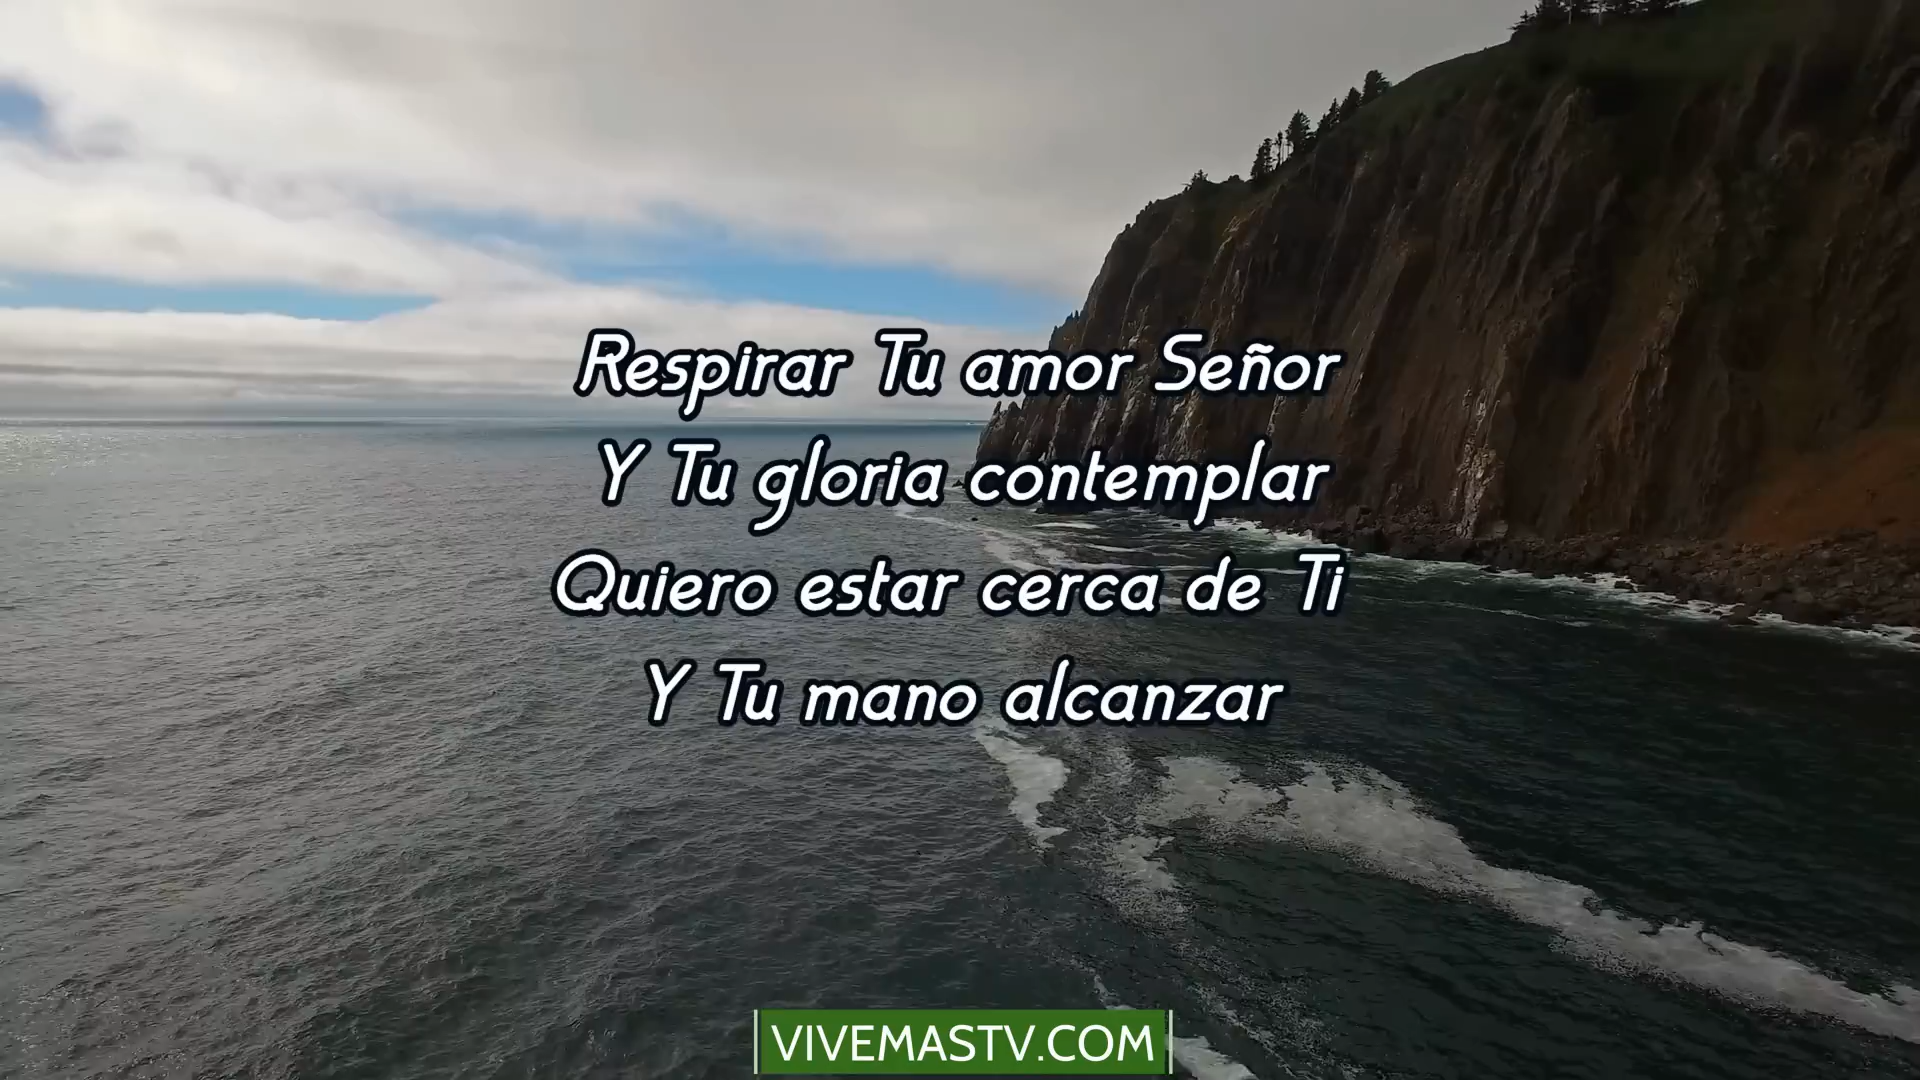 Respirar Tu amor Señor
Y Tu gloria contemplar
Quiero estar cerca de Ti
Y Tu mano alcanzar
VIVEMASTV.COM